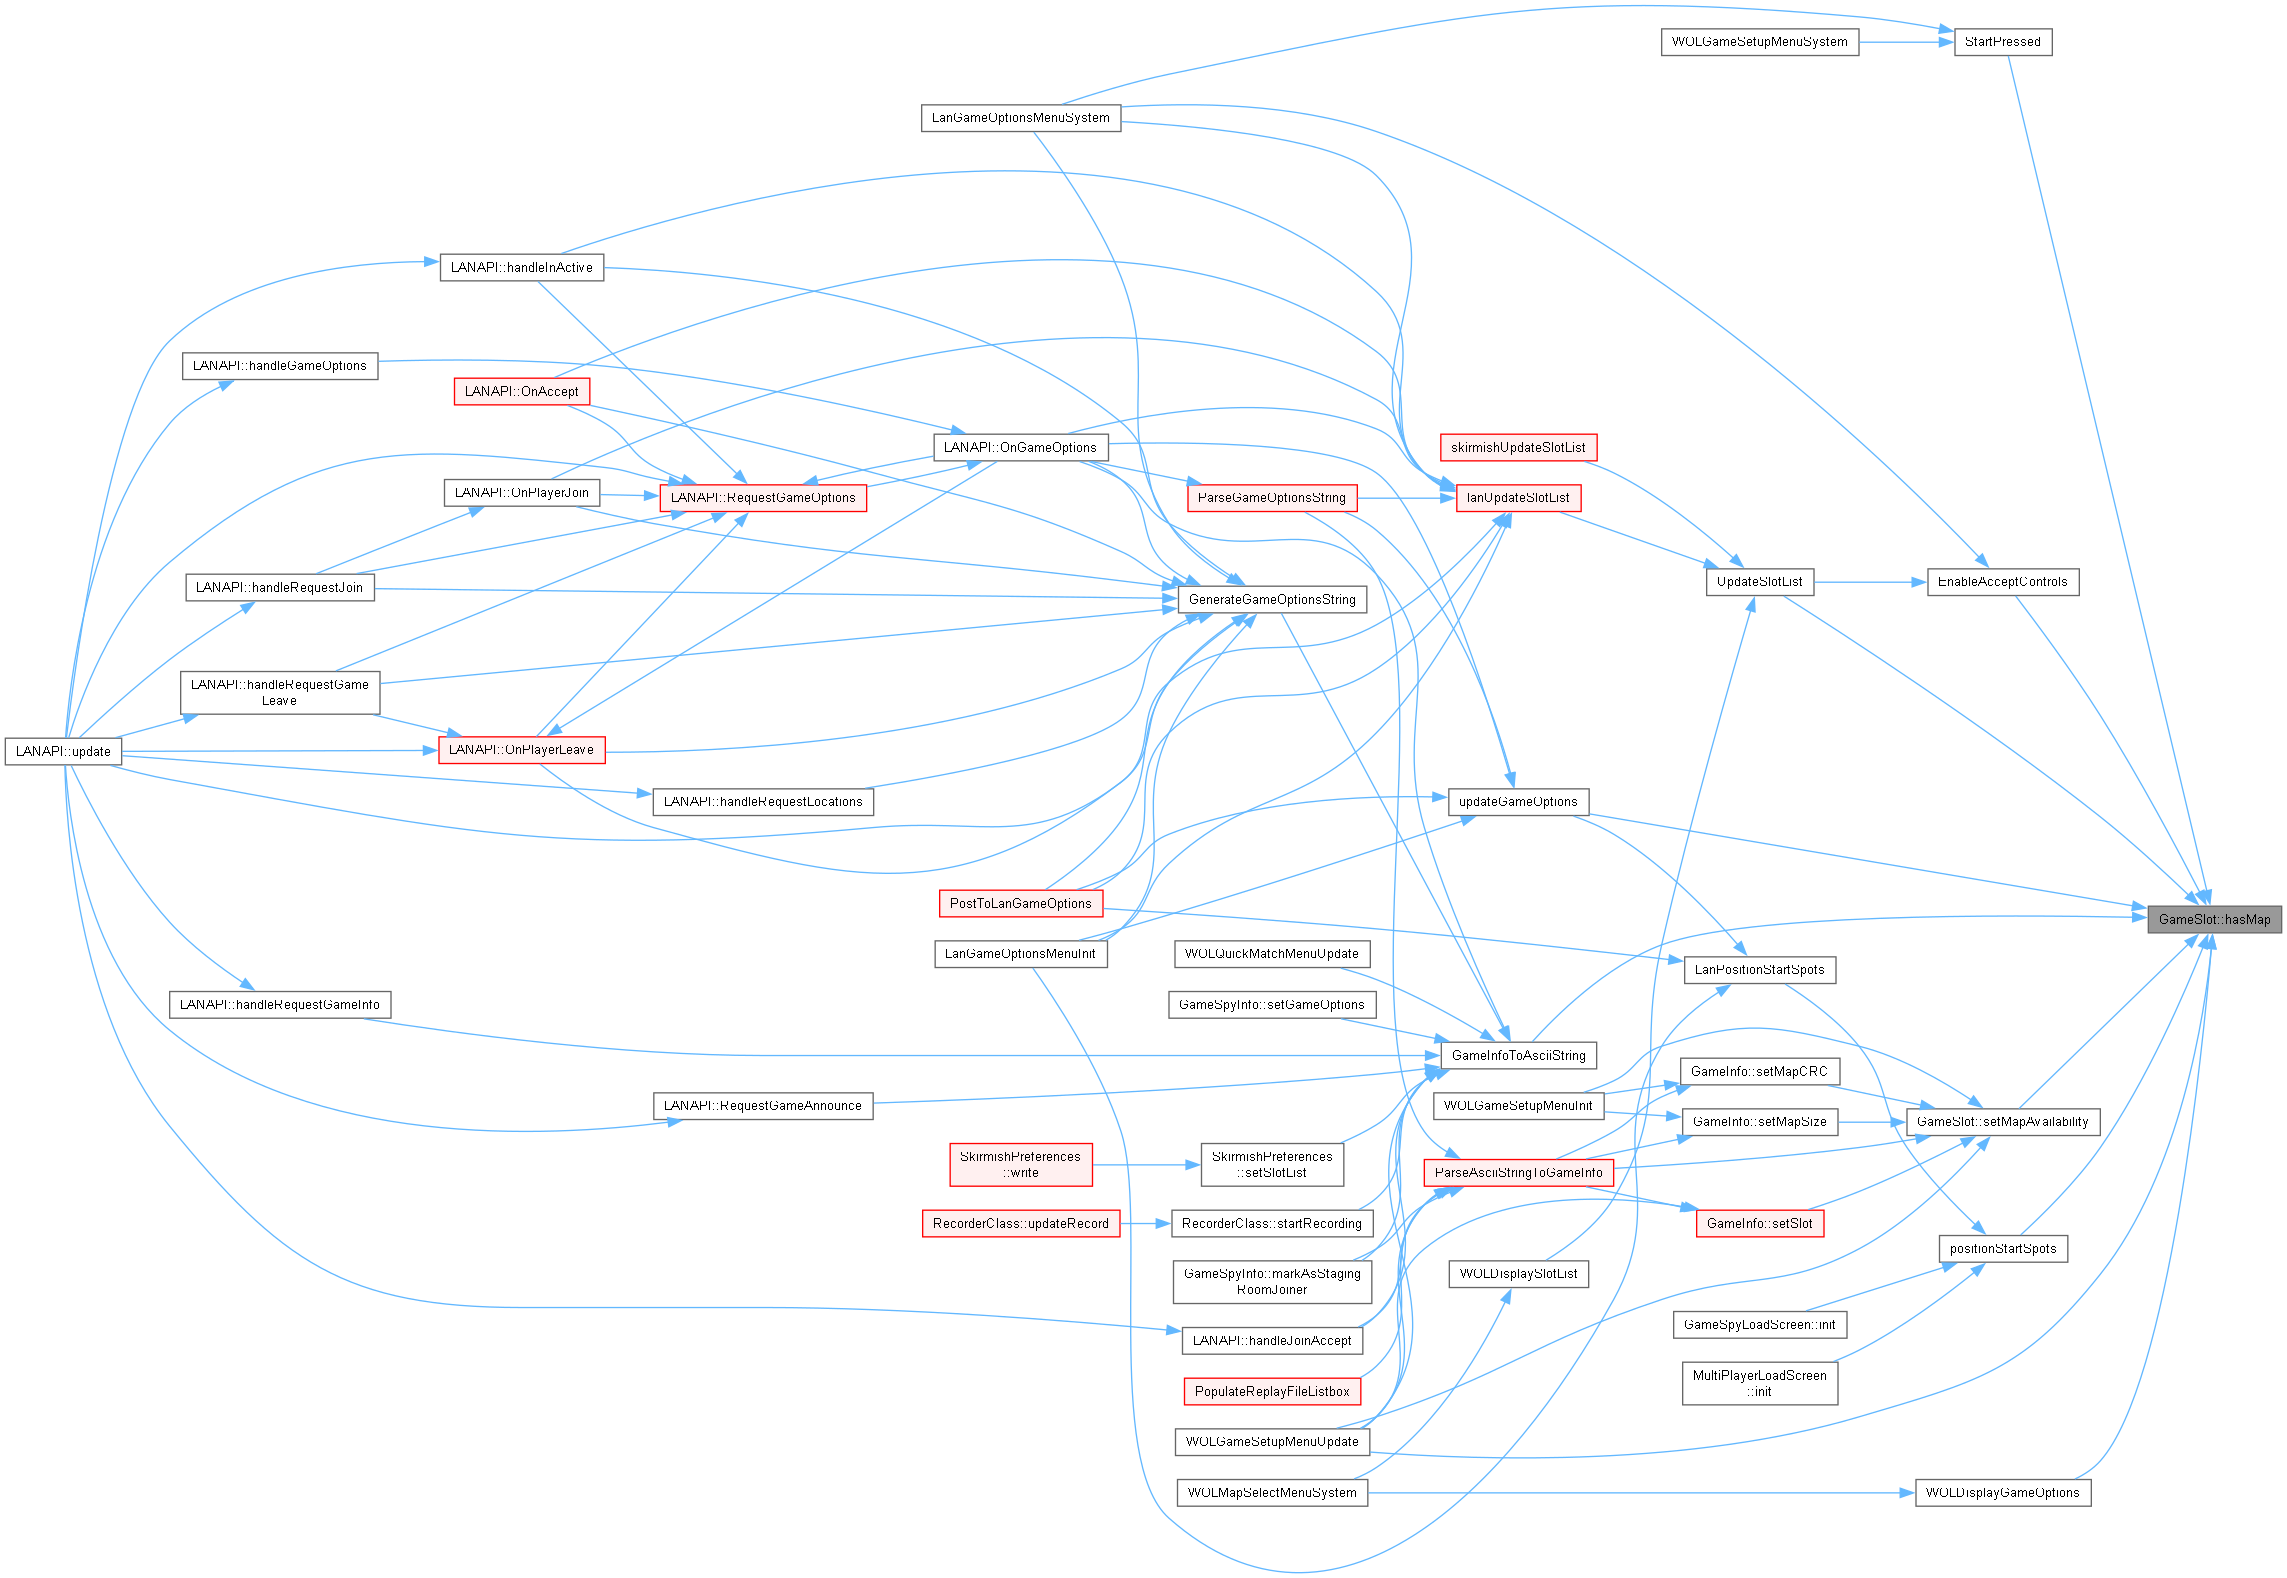 WOLGameSetupMenuSystem
StartPressed
LanGameOptionsMenuSystem
LANAPI::handleInActive
LANAPI::handleGameOptions
LANAPI::OnAccept
LANAPI::OnGameOptions
skirmishUpdateSlotList
LANAPI::OnPlayerJoin
LANAPI::RequestGameOptions
ParseGameOptionsString
lanUpdateSlotList
LANAPI::handleRequestJoin
GenerateGameOptionsString
UpdateSlotList
EnableAcceptControls
LANAPI::handleRequestGame
Leave
LANAPI::update
LANAPI::OnPlayerLeave
LANAPI::handleRequestLocations
updateGameOptions
PostToLanGameOptions
GameSlot::hasMap
LanGameOptionsMenuInit
WOLQuickMatchMenuUpdate
LanPositionStartSpots
LANAPI::handleRequestGameInfo
GameSpyInfo::setGameOptions
GameInfoToAsciiString
GameInfo::setMapCRC
LANAPI::RequestGameAnnounce
WOLGameSetupMenuInit
GameInfo::setMapSize
GameSlot::setMapAvailability
SkirmishPreferences
::write
SkirmishPreferences
::setSlotList
ParseAsciiStringToGameInfo
RecorderClass::updateRecord
RecorderClass::startRecording
GameInfo::setSlot
positionStartSpots
GameSpyInfo::markAsStaging
RoomJoiner
WOLDisplaySlotList
GameSpyLoadScreen::init
LANAPI::handleJoinAccept
MultiPlayerLoadScreen
::init
PopulateReplayFileListbox
WOLGameSetupMenuUpdate
WOLMapSelectMenuSystem
WOLDisplayGameOptions